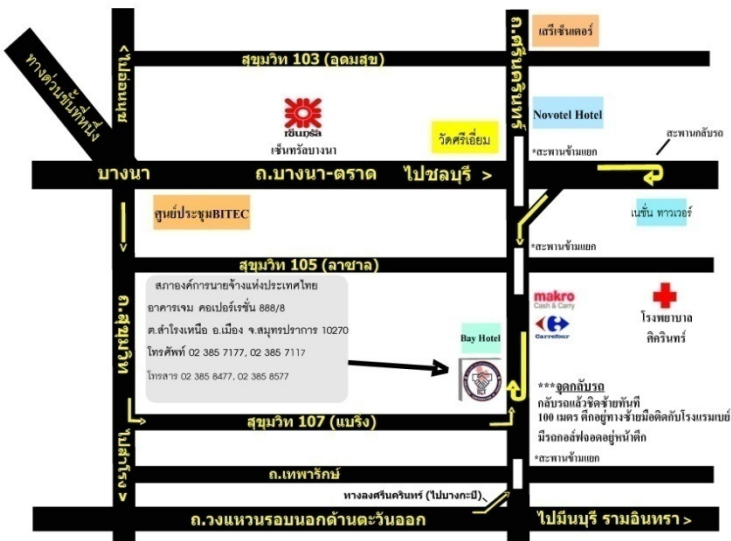 เสรีเซ็นเตอร์
ถ.ศรีนครินทร์
<ไปอ่อนนุช
สุขุมวิท 103 (อุดมสุข)
ทางด่วนขั้นที่หนึ่ง
เซ็นทรัล
เซ็นทรัลบางนา
วัดศรีเอี่ยม
Novotel Hotel
*สะพานข้ามแยก
สะพานกลับรถ
บางนา
ถ.บางนา-ตราด
ไปชลบุรี >
ศูนย์ประชุมBITEC
เนชั่น ทาวเวอร์
*สะพานข้ามแยก
สุขุมวิท 105 (ลาซาล)
ถ.สุขุมวิท
สภาองค์การนายจ้างแห่งประเทศไทย
อาคารเจม คอเปอร์เรชั่น 888/8
ต.สำโรงเหนือ อ.เมือง จ.สมุทรปราการ 10270
โทรศัพท์ 02 385 7177, 02 385 7117
โทรสาร 02 385 8477, 02 385 8577
Bay Hotel
makro
Cash & Carry
Carrefour
โรงพยาบาล
ศิครินทร์
***จุดกลับรถ
กลับรถแล้วชิดซ้ายทันที
100 เมตร ตึกอยู่ทางซ้ายมือติดกับโรงแรมเบย์
มีรถกอล์ฟจอดอยู่หน้าตึก
*สะพานข้ามแยก
สุขุมวิท 107 (แบริ่ง)
ไปสำโรง >
ถ.เทพารักษ์
ทางลงศรีนครินทร์ (ไปบางกะปิ)
ถ.วงแหวนรอบนอกด้านตะวันออก
ไปมีนบุรี รามอินทรา >